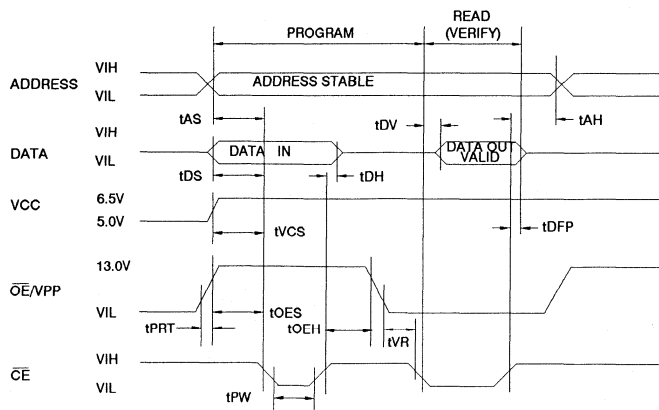 PROGRAM
READ
(VERIFY)
ADDRESS
VIH
VIL
ADDRESS STABLE
tAS
tDV
tAH
DATA
VIH
VIL
DATA IN
DATA OUT
VALID
tDS
tDH
VCC
6.5V
5.0V
tVCS
tDFP
OE/VPP
13.0V
VIL
tPRT
tOES
tOEH
tVR
CE
VIH
VIL
tPW